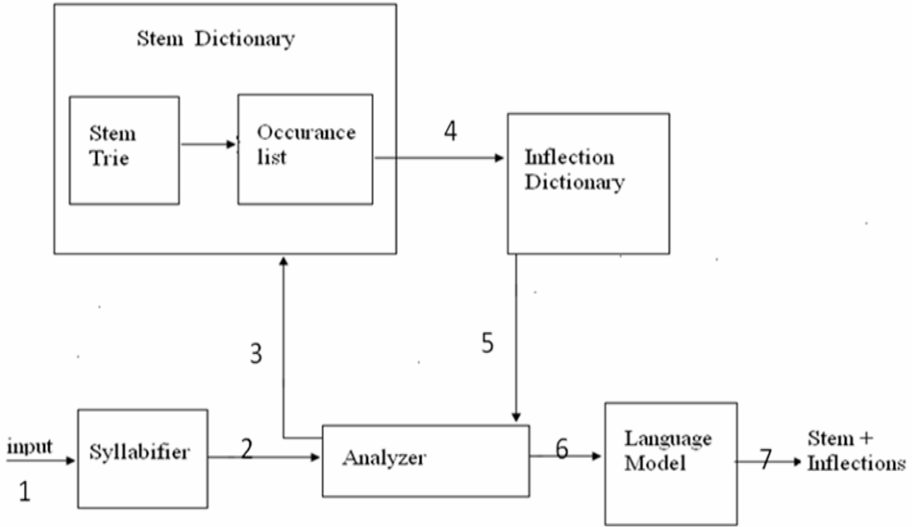 Stem Dictionary
Stem
Trie
Occurance
list
4
Inflection
Dictionary
3
5
input
1
Syllabifier
2
Analyzer
6
Language
Model
7
Stem +
Inflections